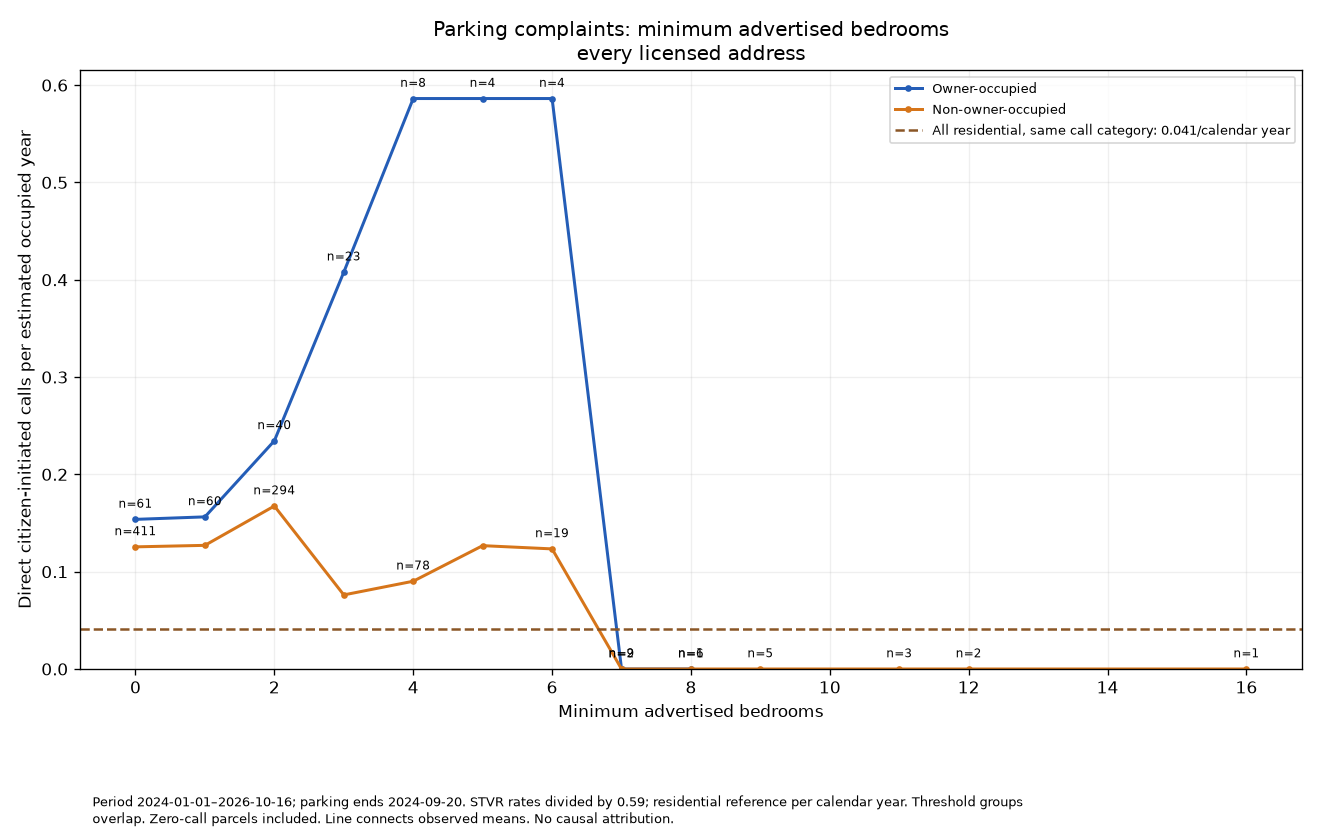 Parking complaints: minimum advertised bedrooms
every licensed address
Direct citizen-initiated calls per estimated occupied year
0.6
0.5
0.4
0.3
0.2
0.1
0.0
Owner-occupied
Non-owner-occupied
All residential, same call category: 0.041/calendar year
n=8
n=4
n=4
n=23
n=40
n=61
n=60
n=294
n=411
n=78
n=19
n=5
n=3
n=2
n=1
0
2
4
6
8
10
12
14
16
Minimum advertised bedrooms
Period 2024-01-01–2026-10-16; parking ends 2024-09-20. STVR rates divided by 0.59; residential reference per calendar year. Threshold groups
overlap. Zero-call parcels included. Line connects observed means. No causal attribution.